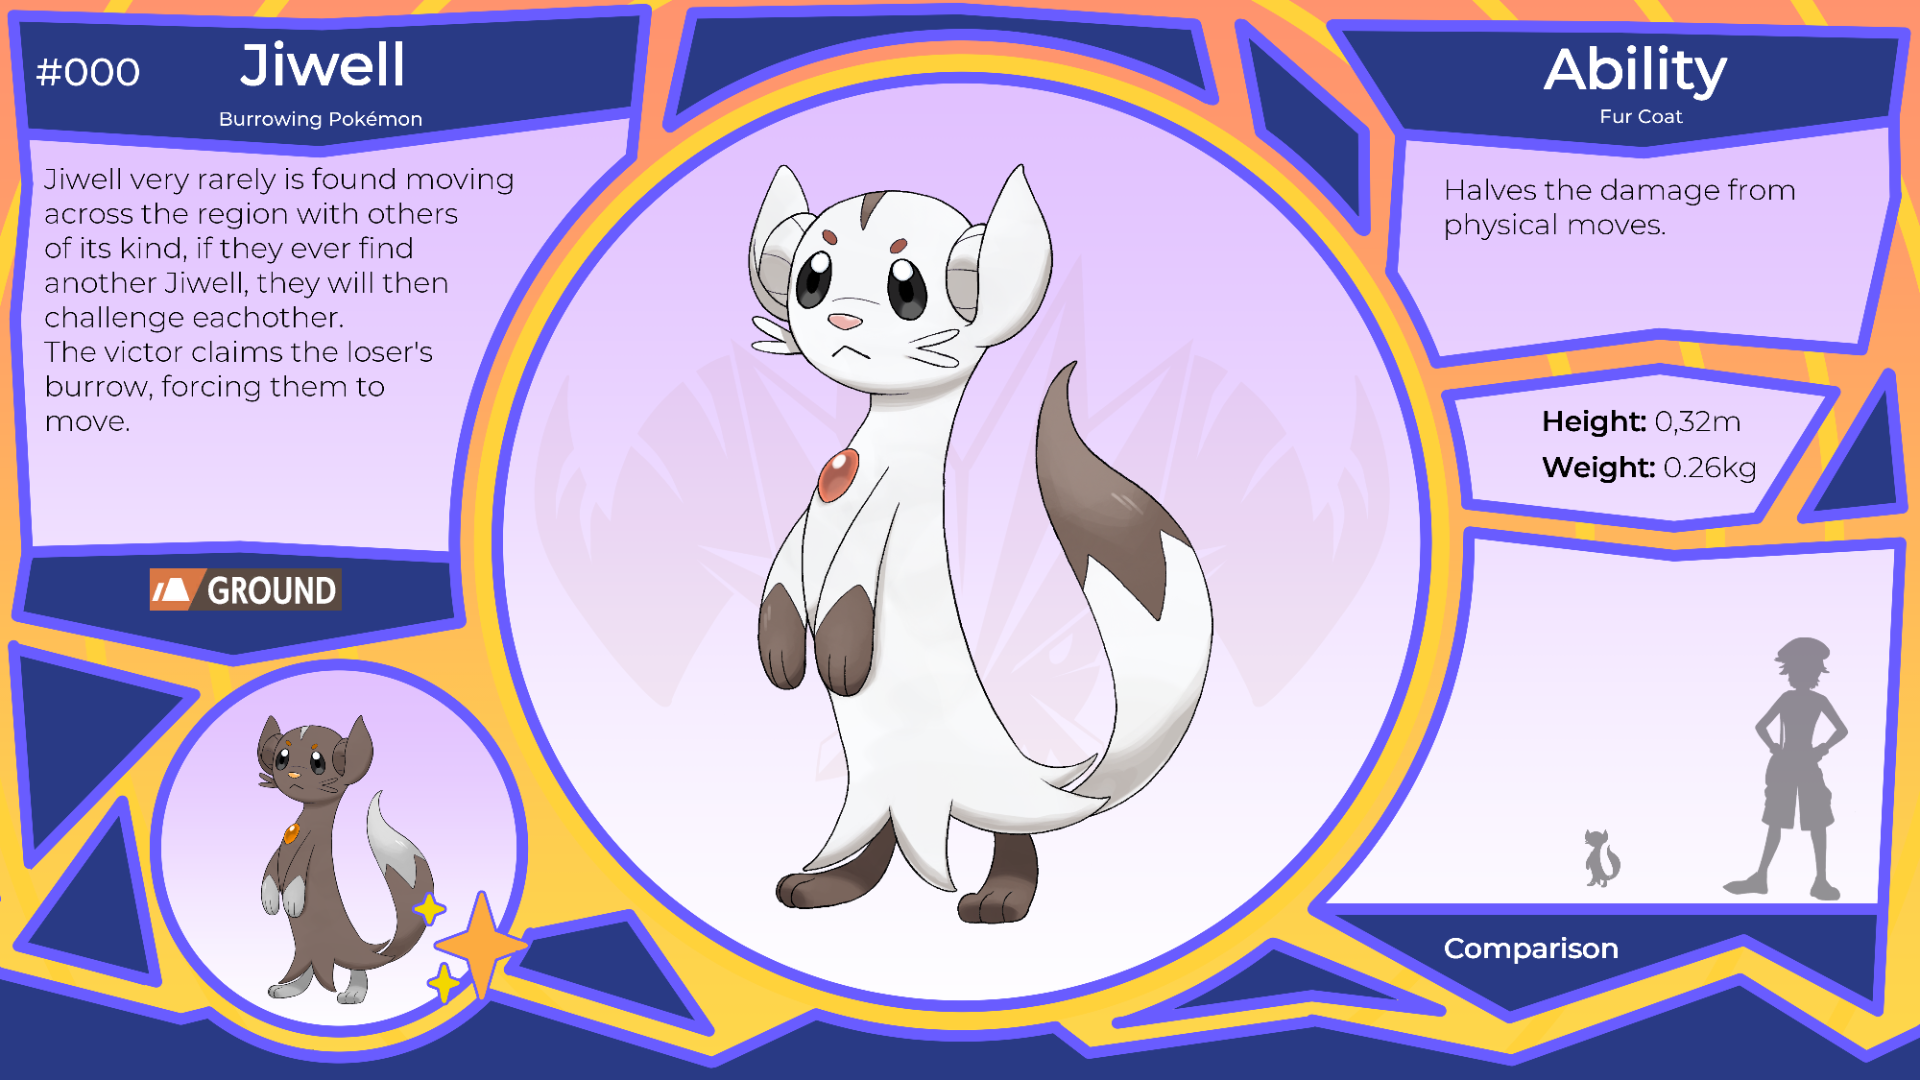 #000
Jiwell
Burrowing Pokémon
Jiwell very rarely is found moving
across the region with others
of its kind, if they ever find
another Jiwell, they will then
challenge eachother.
The victor claims the loser's
burrow, forcing them to
move.
GROUND
Ability
Fur Coat
Halves the damage from
physical moves.
Height: 0,32m
Weight: 0.26kg
Comparison